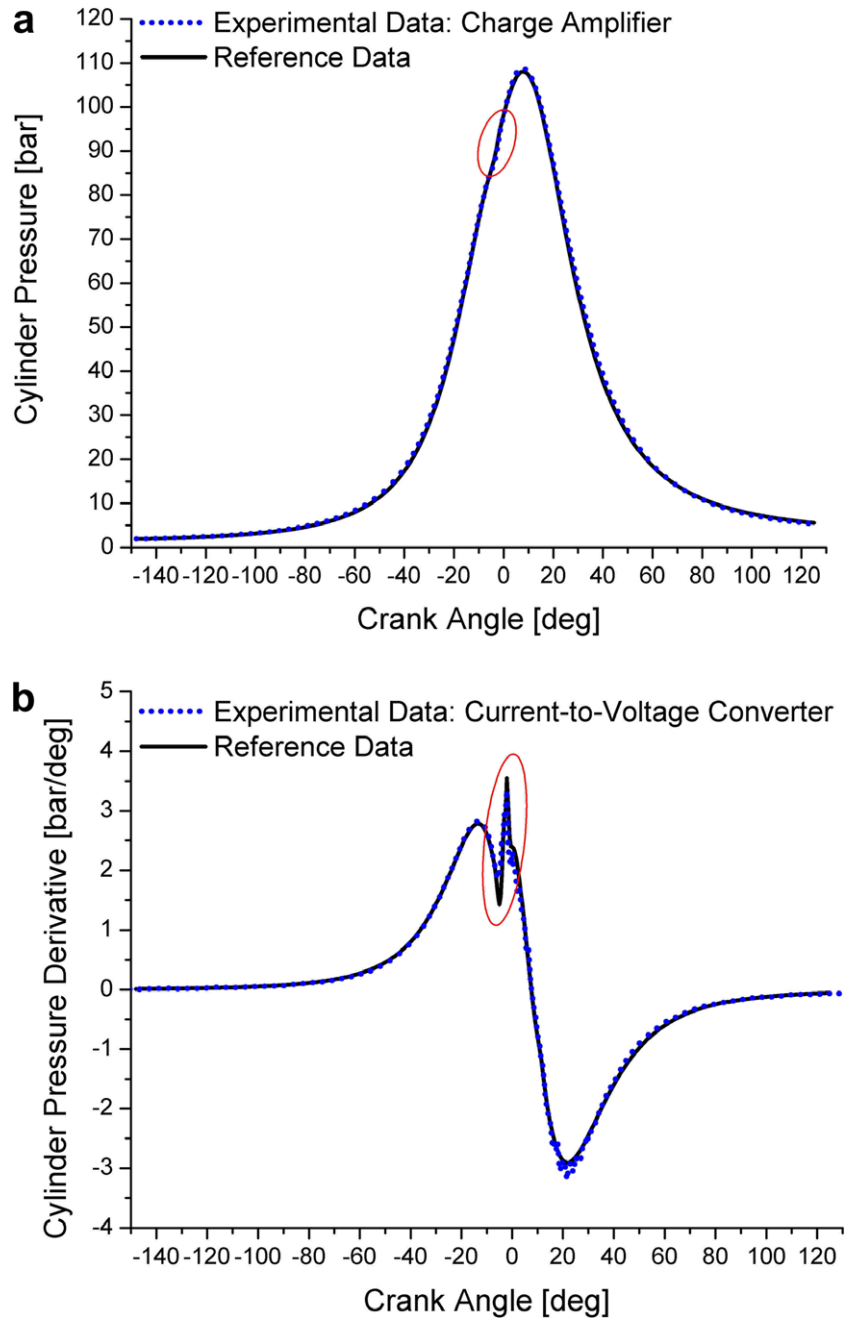 a
Experimental Data: Charge Amplifier
Reference Data
120
110
100
90
80
70
60
50
40
30
20
10
0
Cylinder Pressure [bar]
-140 -120 -100 -80 -60 -40 -20 0 20 40 60 80 100 120
Crank Angle [deg]
b
Experimental Data: Current-to-Voltage Converter
Reference Data
5
4
3
2
1
0
-1
-2
-3
-4
Cylinder Pressure Derivative [bar/deg]
-140 -120 -100 -80 -60 -40 -20 0 20 40 60 80 100 120
Crank Angle [deg]